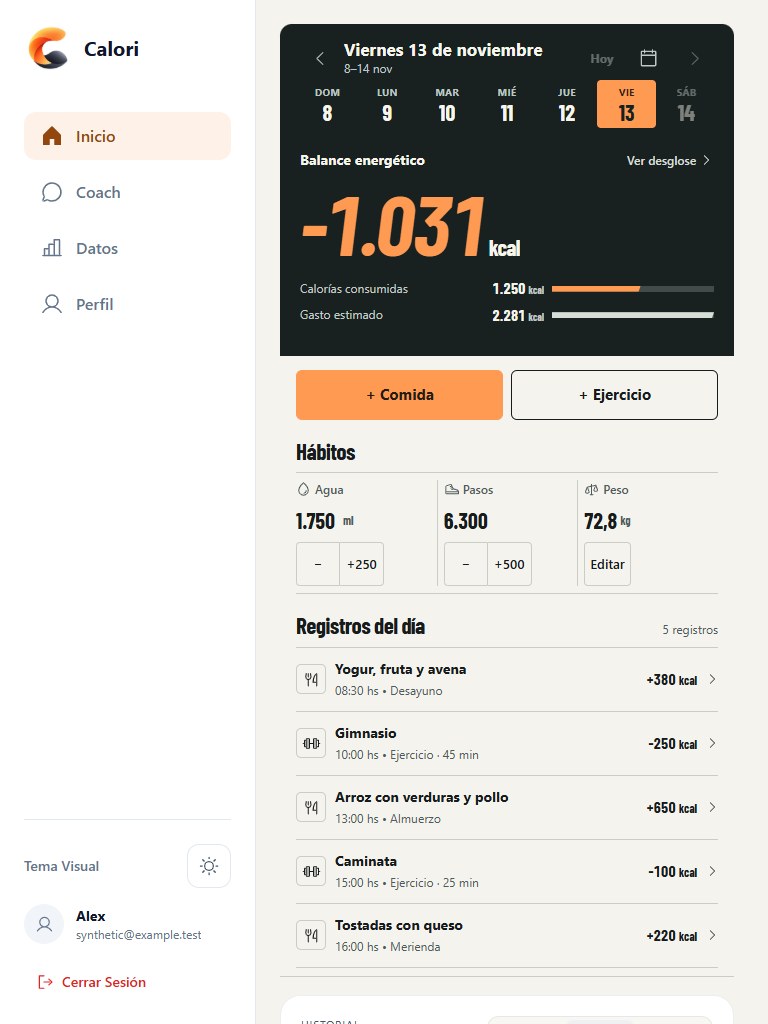 Calori
Inicio
Coach
Datos
Perfil
Tema Visual
Alex
synthetic@example.test
Cerrar Sesión
Viernes 13 de noviembre
8–14 nov
Hoy
DOM LUN MAR MIÉ JUE VIE SÁB
8 9 10 11 12 13 14
Balance energético
Ver desglose
-1.031 kcal
Calorías consumidas 1.250 kcal
Gasto estimado 2.281 kcal
+ Comida
+ Ejercicio
Hábitos
Agua
1.750 ml
− +250
Pasos
6.300
− +500
Peso
72,8 kg
Editar
Registros del día
5 registros
Yogur, fruta y avena
08:30 hs • Desayuno
+380 kcal
Gimnasio
10:00 hs • Ejercicio · 45 min
-250 kcal
Arroz con verduras y pollo
13:00 hs • Almuerzo
+650 kcal
Caminata
15:00 hs • Ejercicio · 25 min
-100 kcal
Tostadas con queso
16:00 hs • Merienda
+220 kcal
HISTORIAL